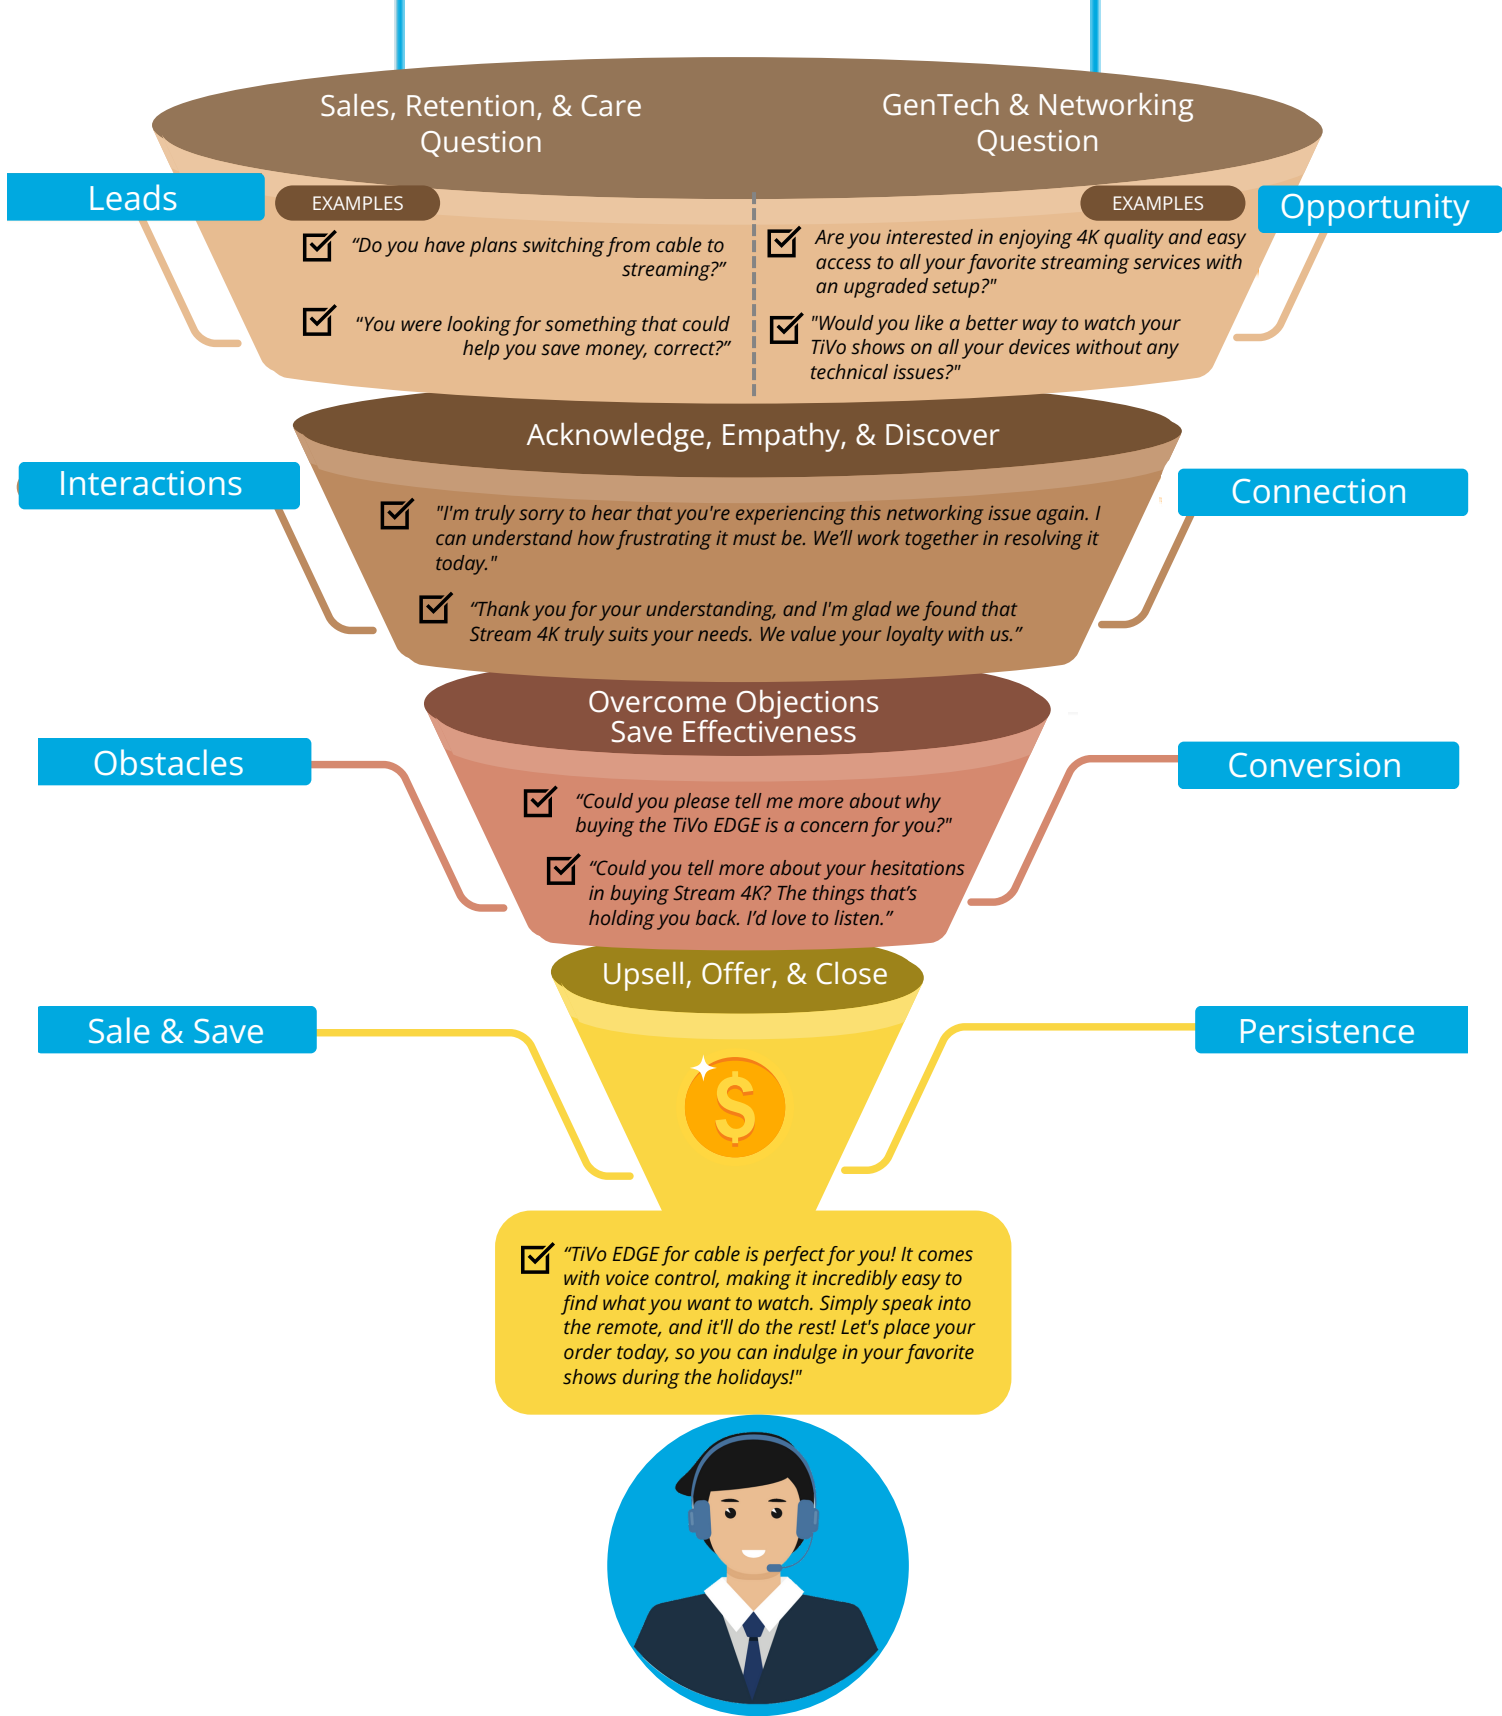 Sales, Retention, & Care
Question
GenTech & Networking
Question
Leads
EXAMPLES
“Do you have plans switching from cable to
streaming?”
“You were looking for something that could
help you save money, correct?”
EXAMPLES
Opportunity
Are you interested in enjoying 4K quality and easy
access to all your favorite streaming services with
an upgraded setup?"
"Would you like a better way to watch your
TiVo shows on all your devices without any
technical issues?"
Acknowledge, Empathy, & Discover
Interactions
Connection
"I'm truly sorry to hear that you're experiencing this networking issue again. I
can understand how frustrating it must be. We’ll work together in resolving it
today."
“Thank you for your understanding, and I'm glad we found that
Stream 4K truly suits your needs. We value your loyalty with us.”
Overcome Objections
Save Effectiveness
Obstacles
Conversion
“Could you please tell me more about why
buying the TiVo EDGE is a concern for you?"
“Could you tell more about your hesitations
in buying Stream 4K? The things that’s
holding you back. I’d love to listen.”
Upsell, Offer, & Close
Sale & Save
Persistence
$
“TiVo EDGE for cable is perfect for you! It comes
with voice control, making it incredibly easy to
find what you want to watch. Simply speak into
the remote, and it'll do the rest! Let's place your
order today, so you can indulge in your favorite
shows during the holidays!"